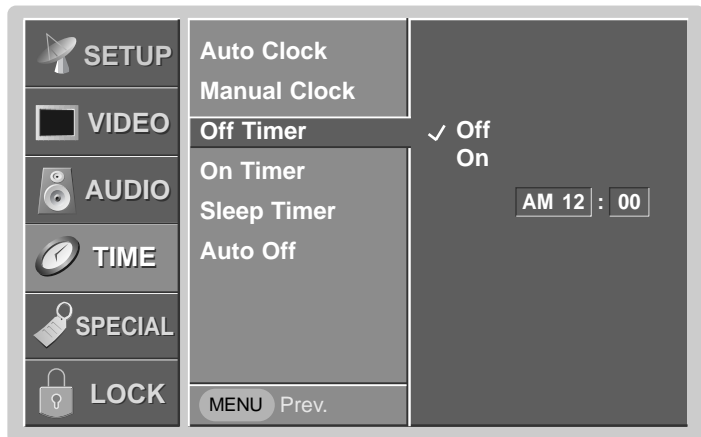 SETUP
VIDEO
AUDIO
TIME
SPECIAL
LOCK
Auto Clock
Manual Clock
Off Timer
On Timer
Sleep Timer
Auto Off
MENU Prev.
Off
On
AM 12 : 00